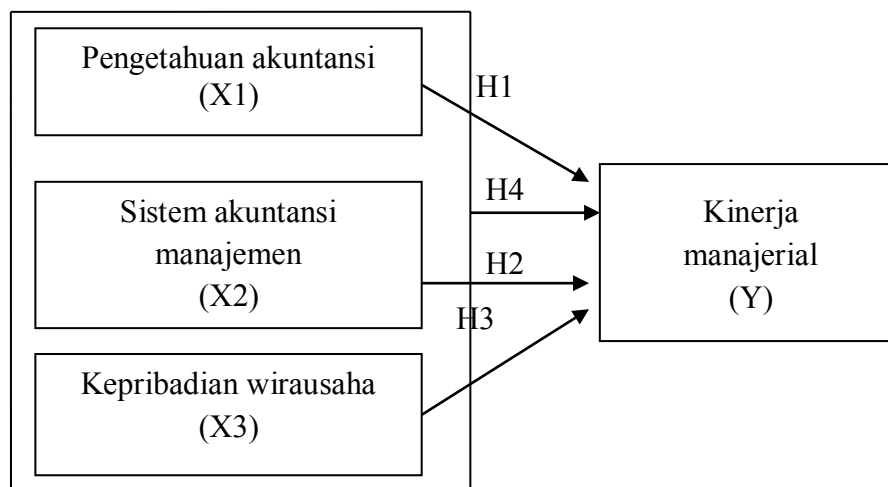 Pengetahuan akuntansi
(X1)
H1
Sistem akuntansi
manajemen
(X2)
H4
H2
H3
Kepribadian wirausaha
(X3)
Kinerja
manajerial
(Y)